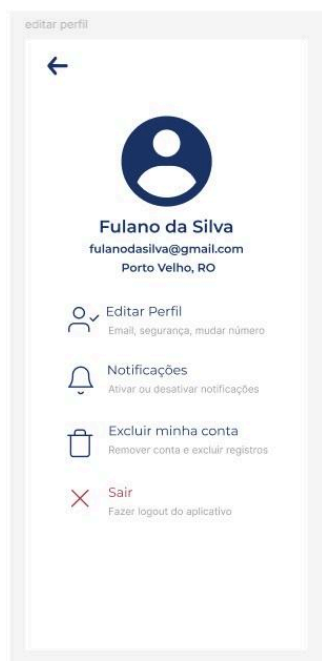 editar perfil
Fulano da Silva
fulanodasilva@gmail.com
Porto Velho, RO
Editar Perfil
Email, segurança, mudar número
Notificações
Ativar ou desativar notificações
Excluir minha conta
Remover conta e excluir registros
Sair
Fazer logout do aplicativo